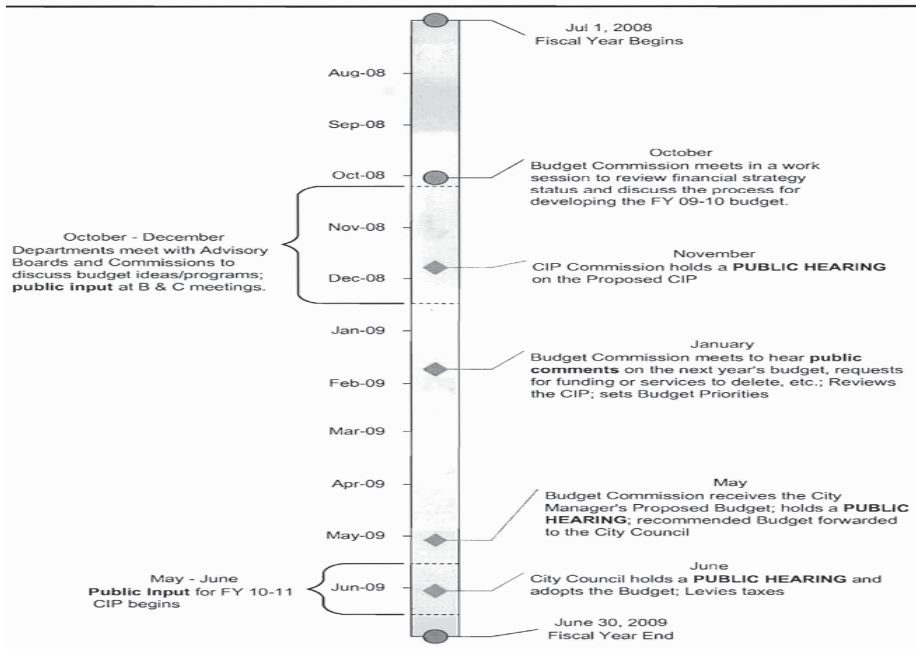 Jul 1, 2008
Fiscal Year Begins
Aug-08
Sep-08
Oct-08
October
Budget Commission meets in a work
session to review financial strategy
status and discuss the process for
developing the FY 09-10 budget.
Nov-08
October - December
Departments meet with Advisory
Boards and Commissions to
discuss budget ideas/programs;
public input at B & C meetings.
Dec-08
November
CIP Commission holds a PUBLIC HEARING
on the Proposed CIP
Jan-09
January
Budget Commission meets to hear public
comments on the next year's budget, requests
for funding or services to delete, etc.; Reviews
the CIP; sets Budget Priorities
Feb-09
Mar-09
Apr-09
May
Budget Commission receives the City
Manager's Proposed Budget; holds a PUBLIC
HEARING; recommended Budget forwarded
to the City Council
May-09
May - June
Public Input for FY 10-11
CIP begins
Jun-09
June
City Council holds a PUBLIC HEARING and
adopts the Budget; Levies taxes
June 30, 2009
Fiscal Year End